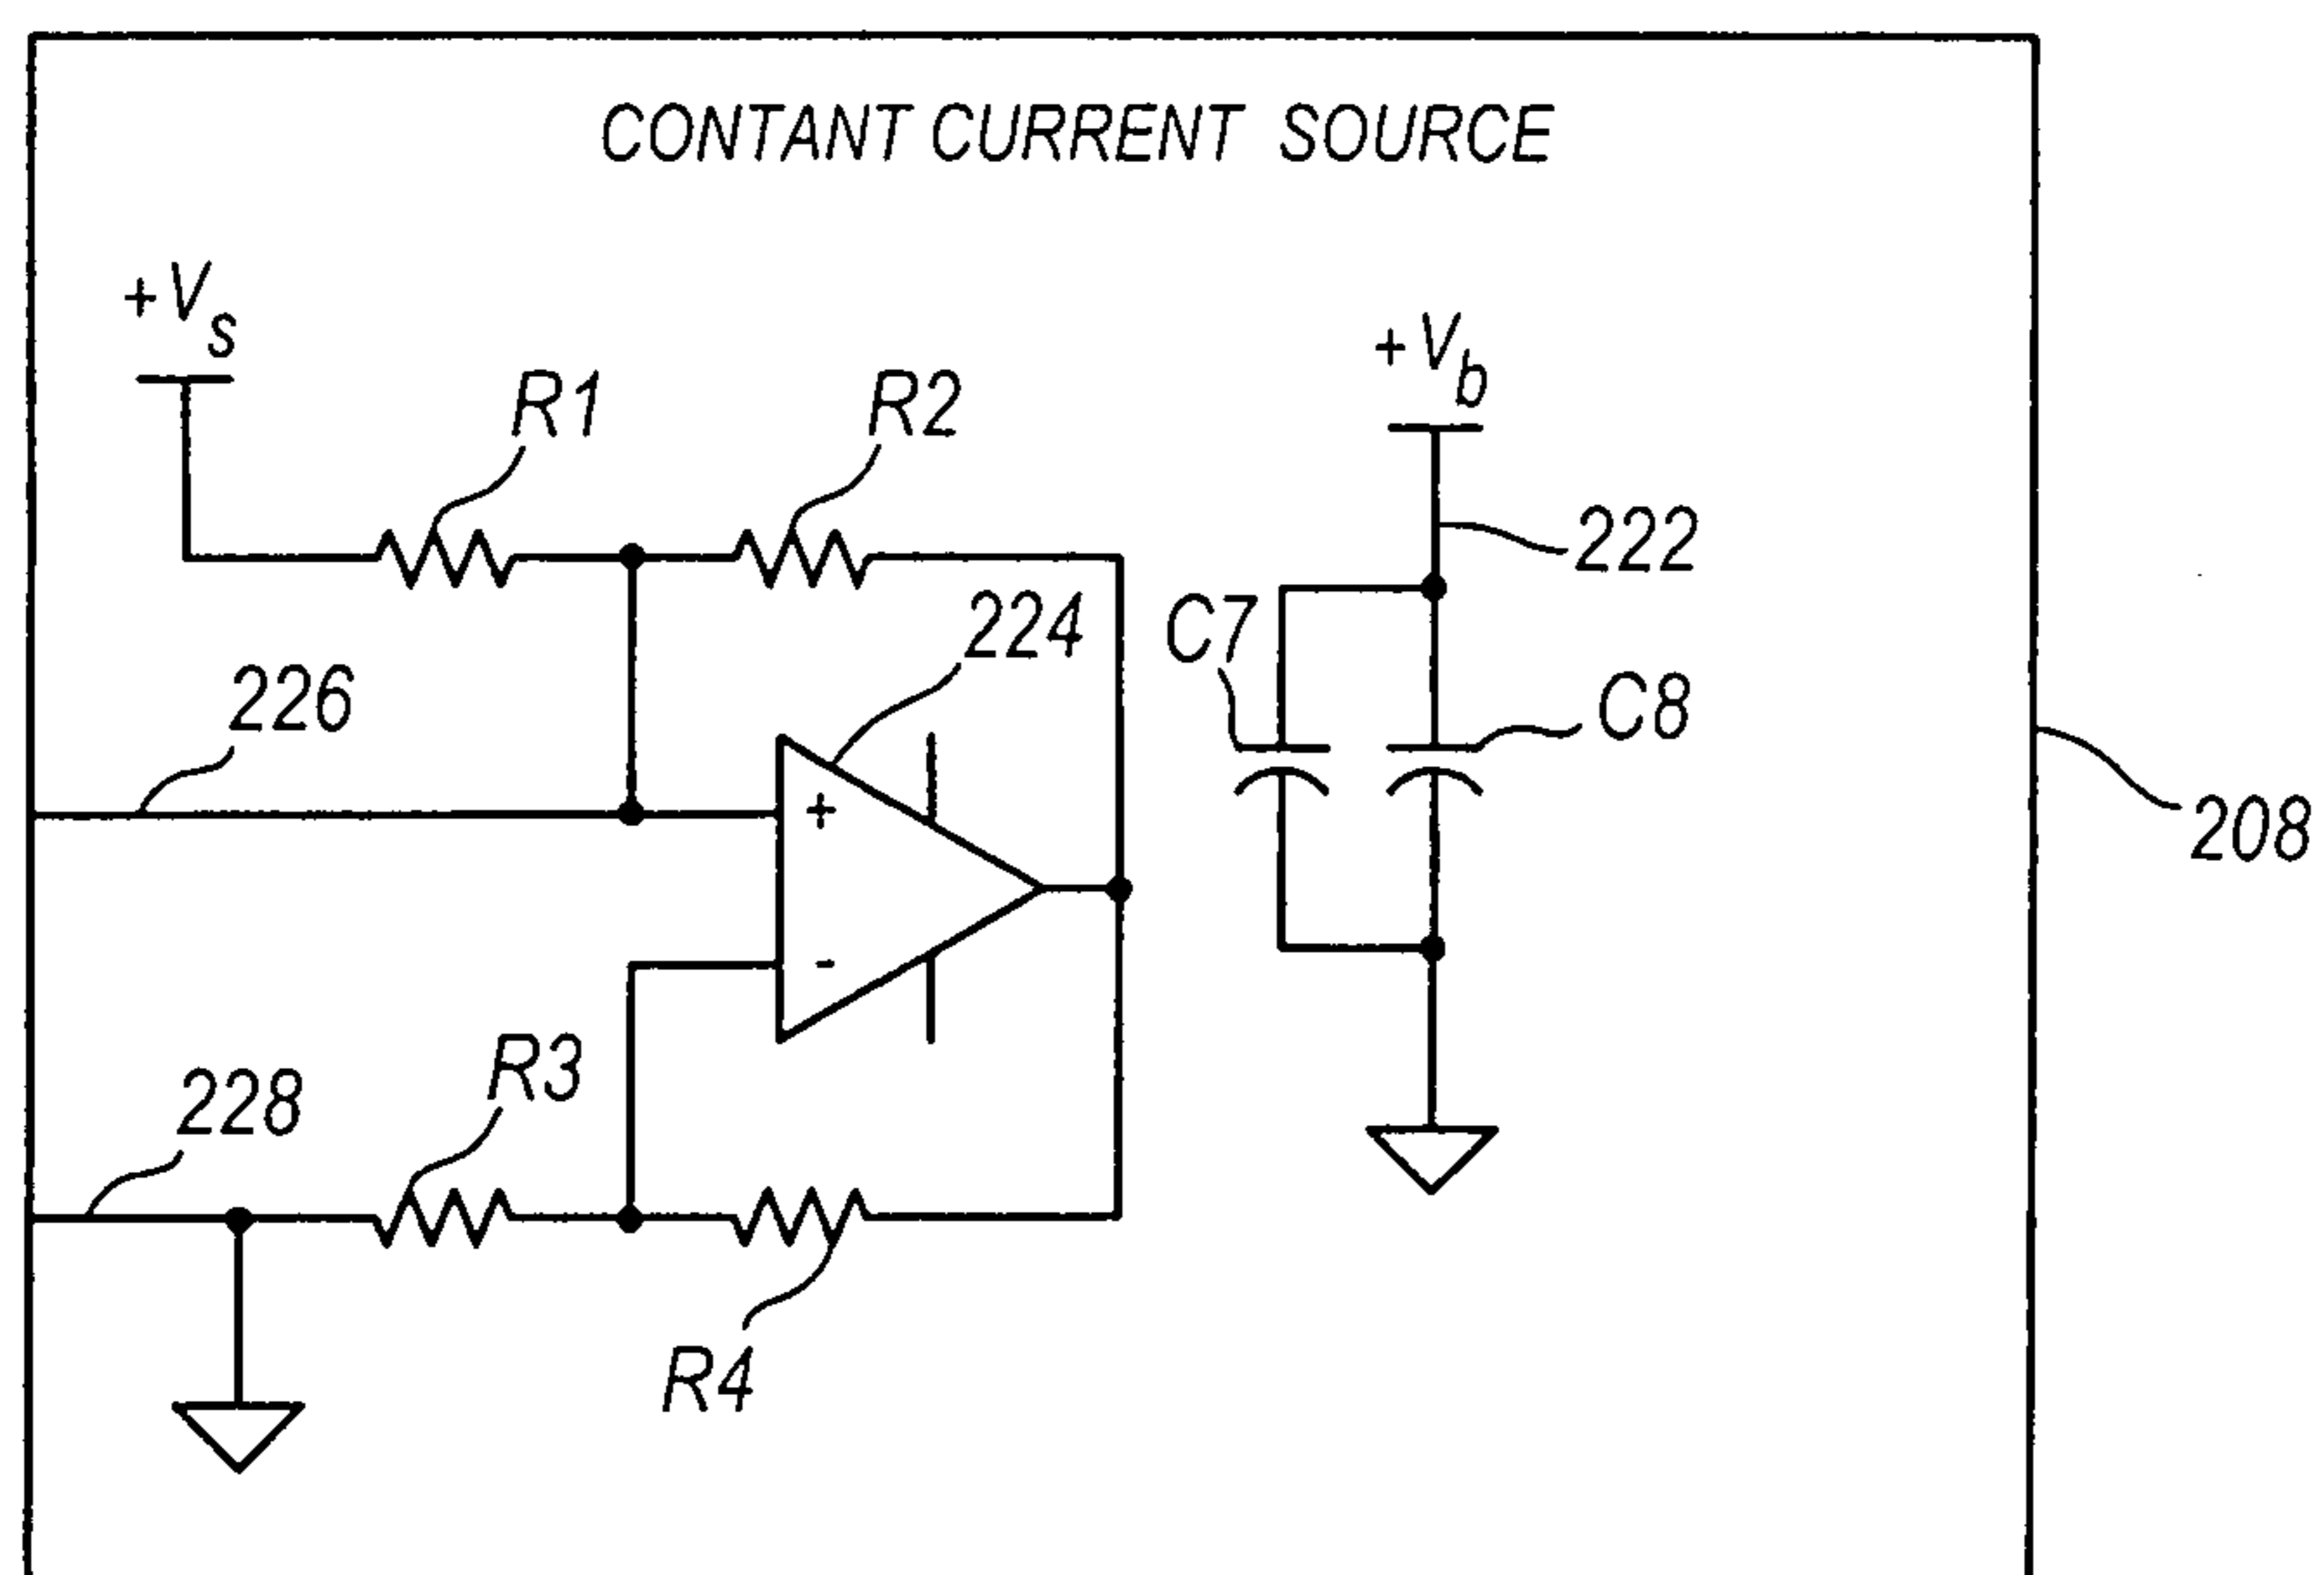 CONTANT CURRENT SOURCE
+Vs
+Vb
R1
R2
222
224
C7
226
C8
208
+
-
R3
228
R4